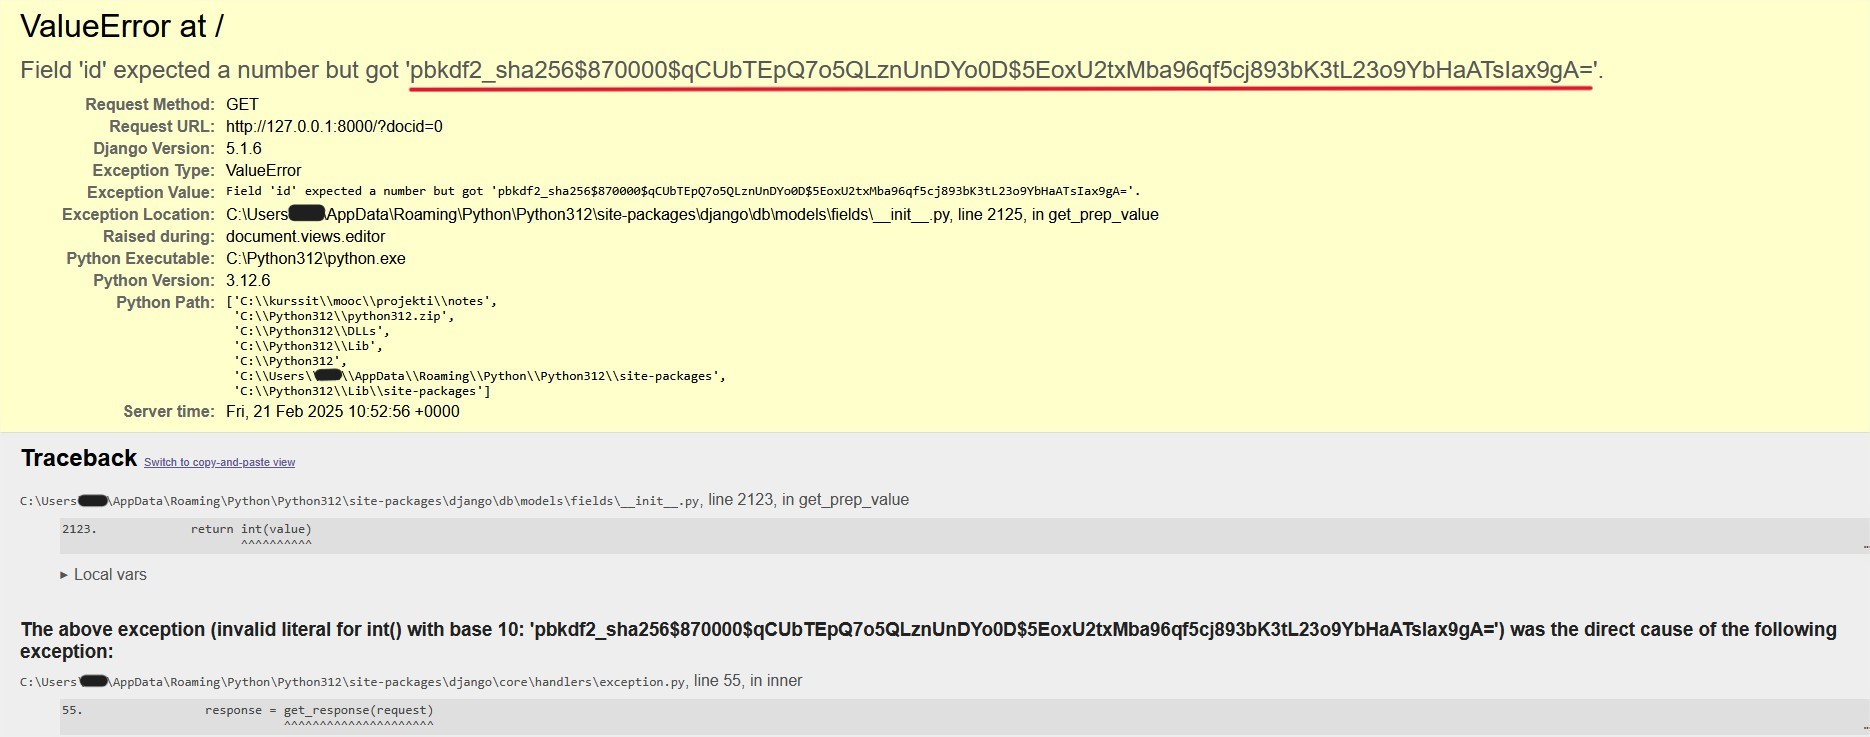 ValueError at /
Field 'id' expected a number but got 'pbkdf2_sha256$870000$qCUbTEpQ7o5QLznUnDYo0D$5EoxU2txMba96qf5cj893bK3tL23o9YbHaATsIax9gA='.
Request Method: GET
Request URL: http://127.0.0.1:8000/?docid=0
Django Version: 5.1.6
Exception Type: ValueError
Exception Value: Field 'id' expected a number but got 'pbkdf2_sha256$870000$qCUbTEpQ7o5QLznUnDYo0D$5EoxU2txMba96qf5cj893bK3tL23o9YbHaATsIax9gA='.
Exception Location: C:\Users\AppData\Roaming\Python\Python312\site-packages\django\db\models\fields\__init__.py, line 2125, in get_prep_value
Raised during: document.views.editor
Python Executable: C:\Python312\python.exe
Python Version: 3.12.6
Python Path: ['C:\\kurssit\\mooc\\projekti\\notes',
'C:\\Python312\\python312.zip',
'C:\\Python312\\DLLs',
'C:\\Python312\\Lib',
'C:\\Python312',
'C:\\Users\\\\AppData\\Roaming\\Python\\Python312\\site-packages',
'C:\\Python312\\Lib\\site-packages']
Server time: Fri, 21 Feb 2025 10:52:56 +0000
Traceback Switch to copy-and-paste view
C:\Users\AppData\Roaming\Python\Python312\site-packages\django\db\models\fields\__init__.py, line 2123, in get_prep_value
2123. return int(value)
^^^^^^^^^^
…
▸ Local vars
The above exception (invalid literal for int() with base 10: 'pbkdf2_sha256$870000$qCUbTEpQ7o5QLznUnDYo0D$5EoxU2txMba96qf5cj893bK3tL23o9YbHaATsIax9gA=') was the direct cause of the following
exception:
C:\Users\AppData\Roaming\Python\Python312\site-packages\django\core\handlers\exception.py, line 55, in inner
55. response = get_response(request)
^^^^^^^^^^^^^^^^^^^^^
…